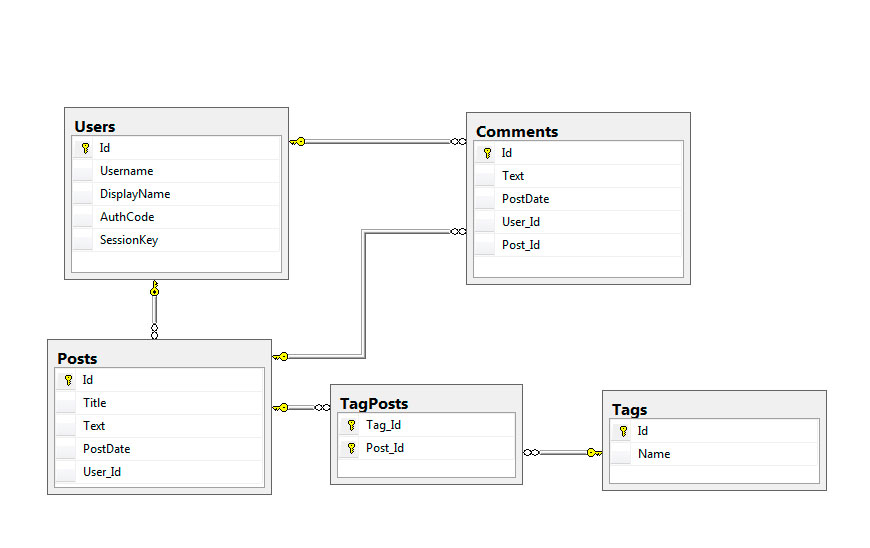 Users
Id
Username
DisplayName
AuthCode
SessionKey
Comments
Id
Text
PostDate
User_Id
Post_Id
Posts
Id
Title
Text
PostDate
User_Id
TagPosts
Tag_Id
Post_Id
Tags
Id
Name